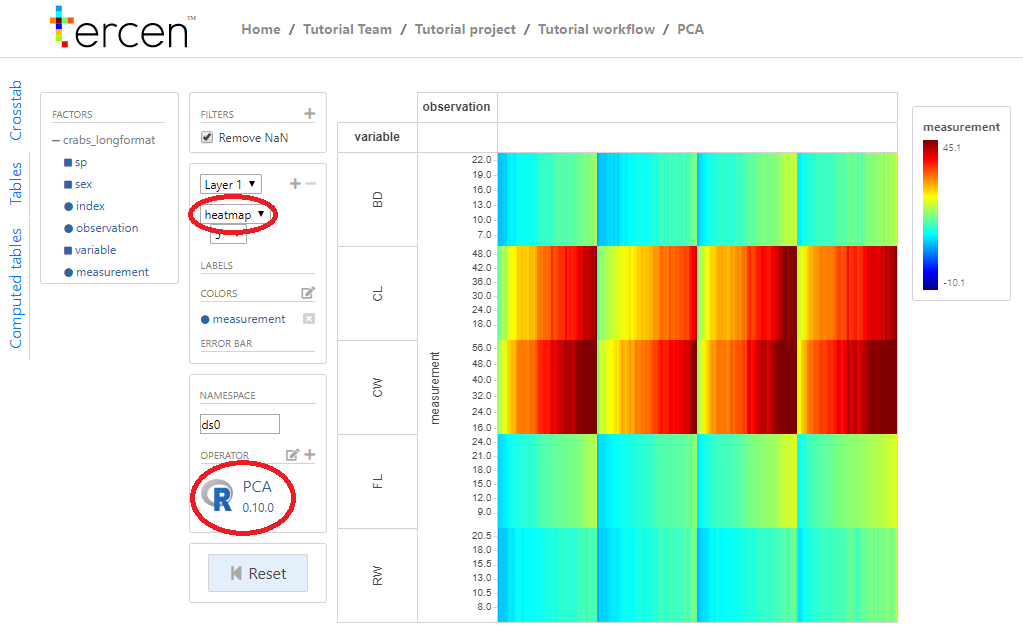 tercen™
Home / Tutorial Team / Tutorial project / Tutorial workflow / PCA
Crosstab
Tables
Computed tables
FACTORS
crabs_longformat
sp
sex
index
observation
variable
measurement
FILTERS
Remove NaN
Layer 1
heatmap
LABELS
COLORS
measurement
ERROR BAR
NAMESPACE
ds0
OPERATOR
R
PCA
0.10.0
Reset
observation
variable
measurement
BD
22.0
19.0
16.0
13.0
10.0
7.0
CL
48.0
42.0
36.0
30.0
24.0
18.0
CW
56.0
48.0
40.0
32.0
24.0
16.0
FL
24.0
21.0
18.0
15.0
12.0
9.0
RW
20.5
18.0
15.5
13.0
10.5
8.0
measurement
45.1
-10.1